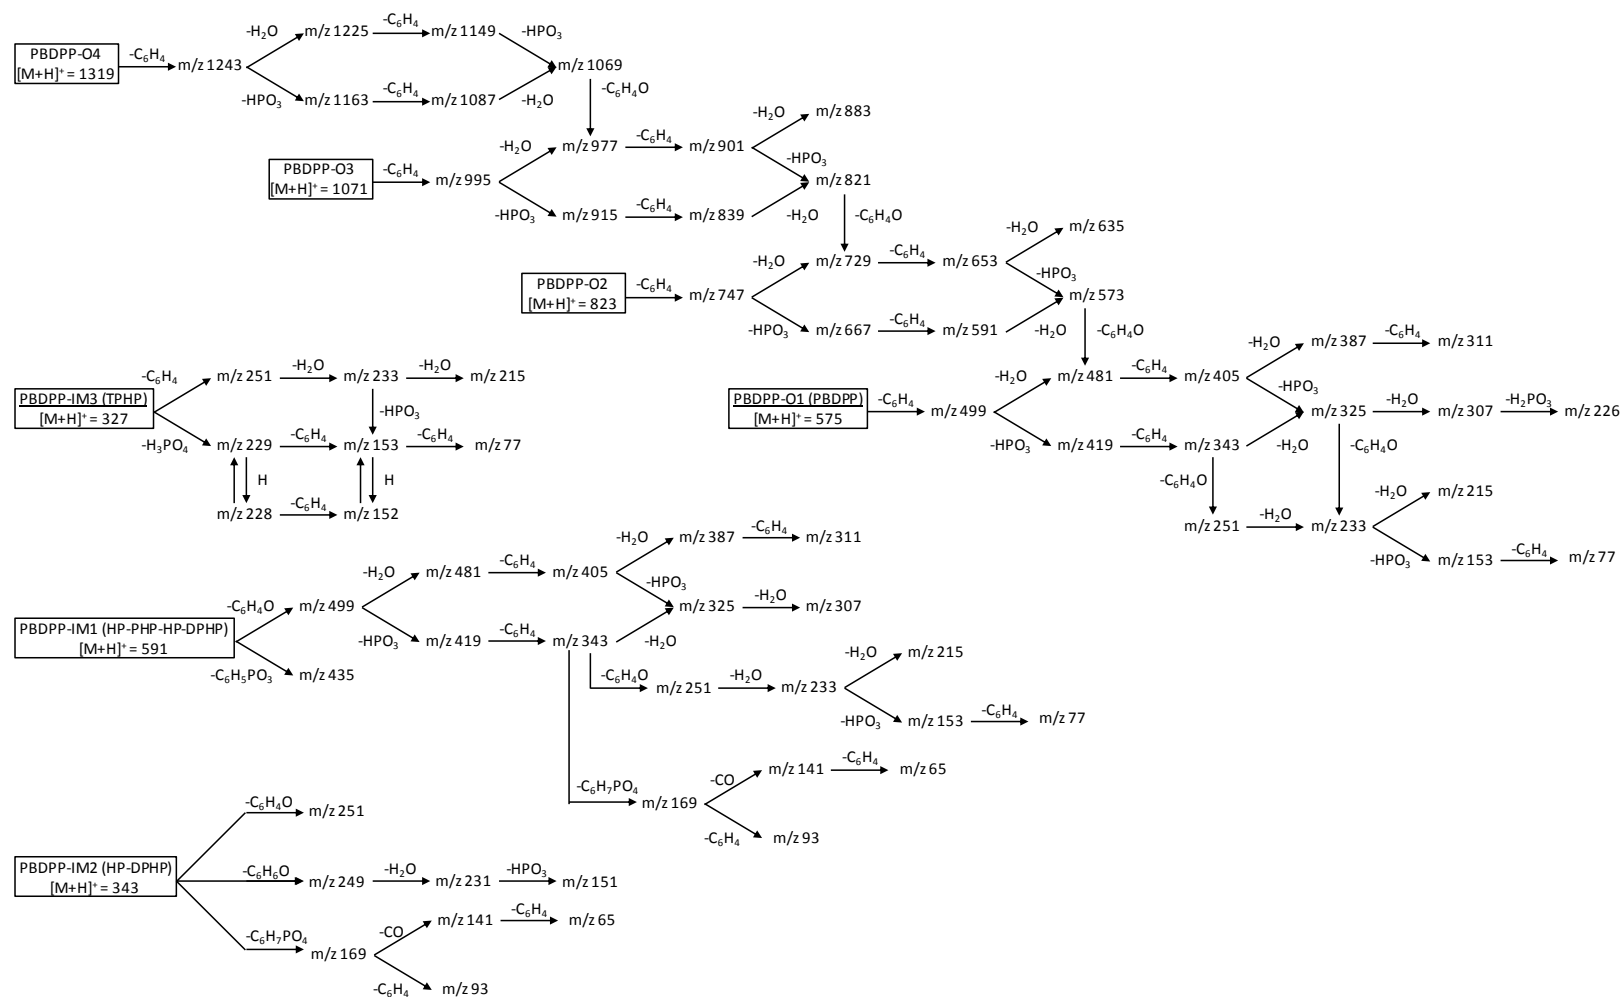 -H₂O m/z 1225 -C₆H₄ m/z 1149 -HPO₃
PBDPP-O4
[M+H]⁺ = 1319
-C₆H₄ m/z 1243 m/z 1069
-HPO₃ m/z 1163 -C₆H₄ m/z 1087 -H₂O
-C₆H₄O
-H₂O m/z 883
-H₂O m/z 977 -C₆H₄ m/z 901
-HPO₃
PBDPP-O3
[M+H]⁺ = 1071
-C₆H₄ m/z 995 m/z 821
-HPO₃ m/z 915 -C₆H₄ m/z 839 -H₂O
-C₆H₄O
-H₂O m/z 635
-H₂O m/z 729 -C₆H₄ m/z 653
-HPO₃
PBDPP-O2
[M+H]⁺ = 823
-C₆H₄ m/z 747 m/z 573
-HPO₃ m/z 667 -C₆H₄ m/z 591 -H₂O
-C₆H₄O
-H₂O m/z 387 -C₆H₄ m/z 311
-H₂O m/z 481 -C₆H₄ m/z 405
-HPO₃
PBDPP-O1 (PBDPP)
[M+H]⁺ = 575
-C₆H₄ m/z 499 m/z 325 -H₂O m/z 307 -H₂PO₃ m/z 226
-HPO₃ m/z 419 -C₆H₄ m/z 343 -H₂O
-C₆H₄O -C₆H₄O
-H₂O m/z 215
m/z 251 -H₂O m/z 233
-HPO₃ m/z 153 -C₆H₄ m/z 77
-C₆H₄ m/z 251 -H₂O m/z 233 -H₂O m/z 215
PBDPP-IM3 (TPHP)
[M+H]⁺ = 327
-HPO₃
-H₃PO₄ m/z 229 -C₆H₄ m/z 153 -C₆H₄ m/z 77
H H
m/z 228 -C₆H₄ m/z 152
-H₂O m/z 387 -C₆H₄ m/z 311
-H₂O m/z 481 -C₆H₄ m/z 405
-HPO₃
-C₆H₄O m/z 499 m/z 325 -H₂O m/z 307
PBDPP-IM1 (HP-PHP-HP-DPHP)
[M+H]⁺ = 591
-HPO₃ m/z 419 -C₆H₄ m/z 343 -H₂O
-C₆H₅PO₃ m/z 435
-H₂O m/z 215
-C₆H₄O m/z 251 -H₂O m/z 233
-HPO₃ m/z 153 -C₆H₄ m/z 77
-CO m/z 141 -C₆H₄ m/z 65
-C₆H₇PO₄ m/z 169
-C₆H₄ m/z 93
-C₆H₄O m/z 251
PBDPP-IM2 (HP-DPHP)
[M+H]⁺ = 343
-C₆H₆O m/z 249 -H₂O m/z 231 -HPO₃ m/z 151
-CO m/z 141 -C₆H₄ m/z 65
-C₆H₇PO₄ m/z 169
-C₆H₄ m/z 93